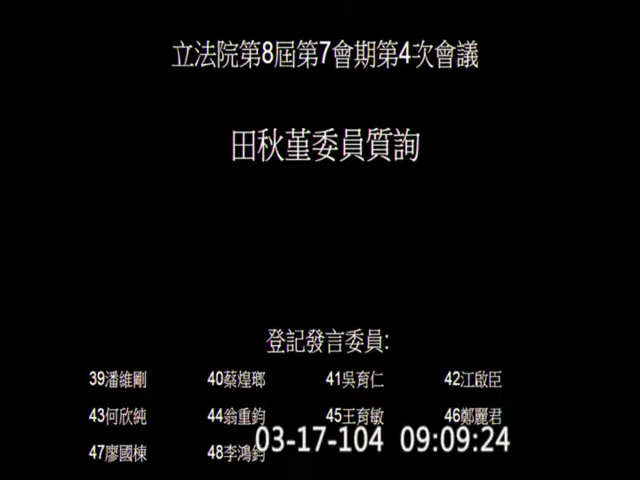 立法院第8屆第7會期第4次會議
田秋堇委員質詢
登記發言委員:
39潘維剛 40蔡煌瑯 41吳育仁 42江啟臣
43何欣純 44翁重鈞 45王育敏 46鄭麗君
47廖國棟 48李鴻鈞
03-17-104 09:09:24